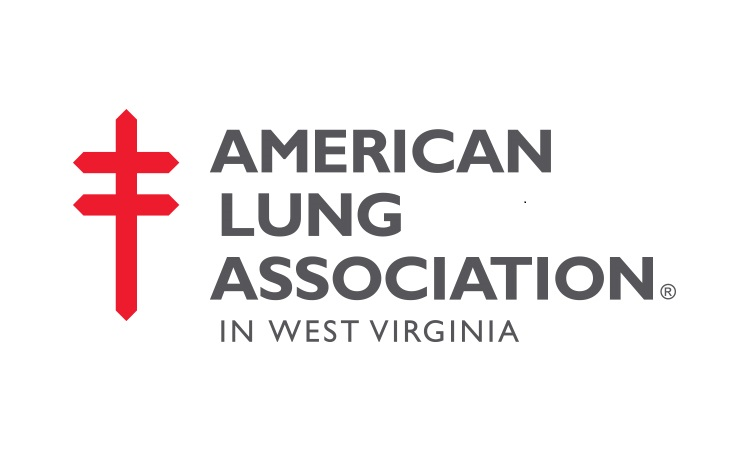 AMERICAN
LUNG
ASSOCIATION®
IN WEST VIRGINIA